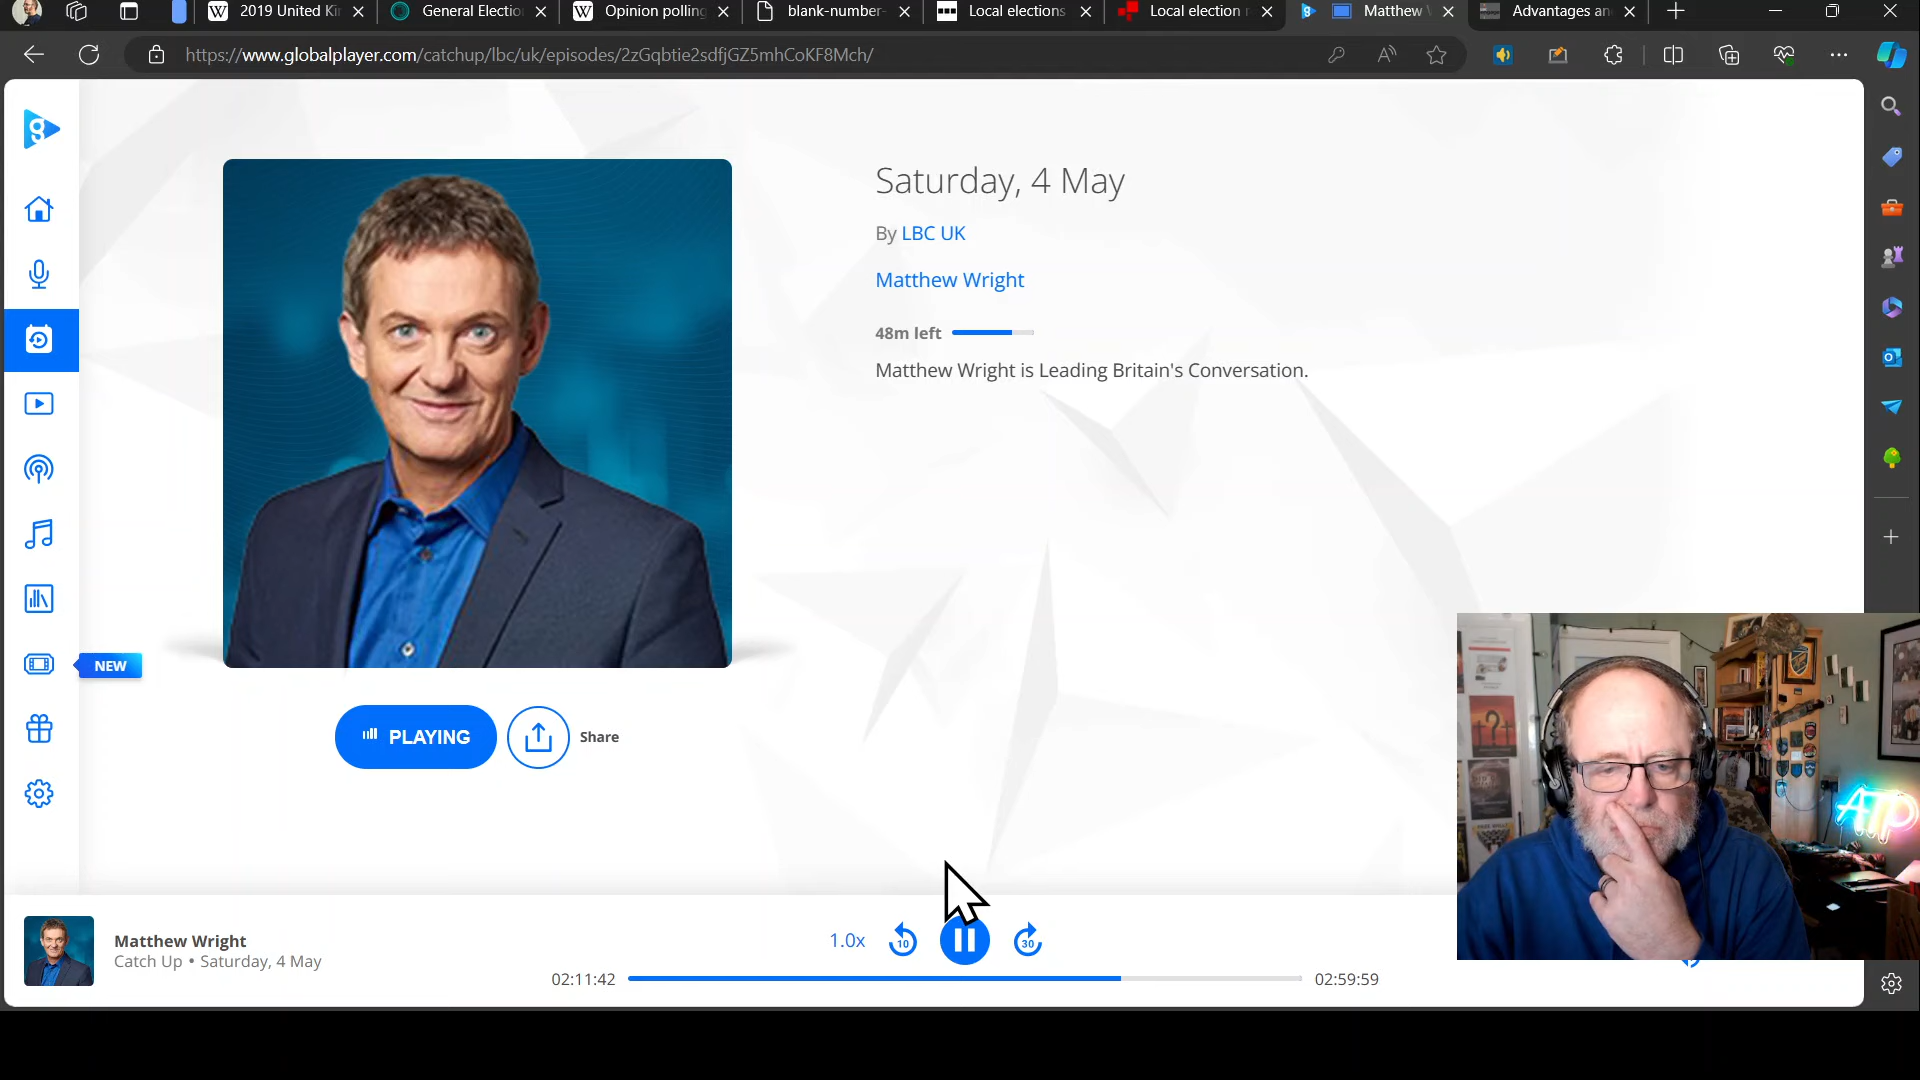 2019 United Ki
General Electio
Opinion polling
blank-number-
Local elections
Local election r
Matthew W
Advantages an
https://www.globalplayer.com/catchup/lbc/uk/episodes/2zGqbtie2sdfjGZ5mhCoKF8Mch/
Saturday, 4 May
By LBC UK
Matthew Wright
48m left
Matthew Wright is Leading Britain's Conversation.
NEW
PLAYING
Share
ATP
Matthew Wright
Catch Up • Saturday, 4 May
1.0x
10
30
02:11:42
02:59:59